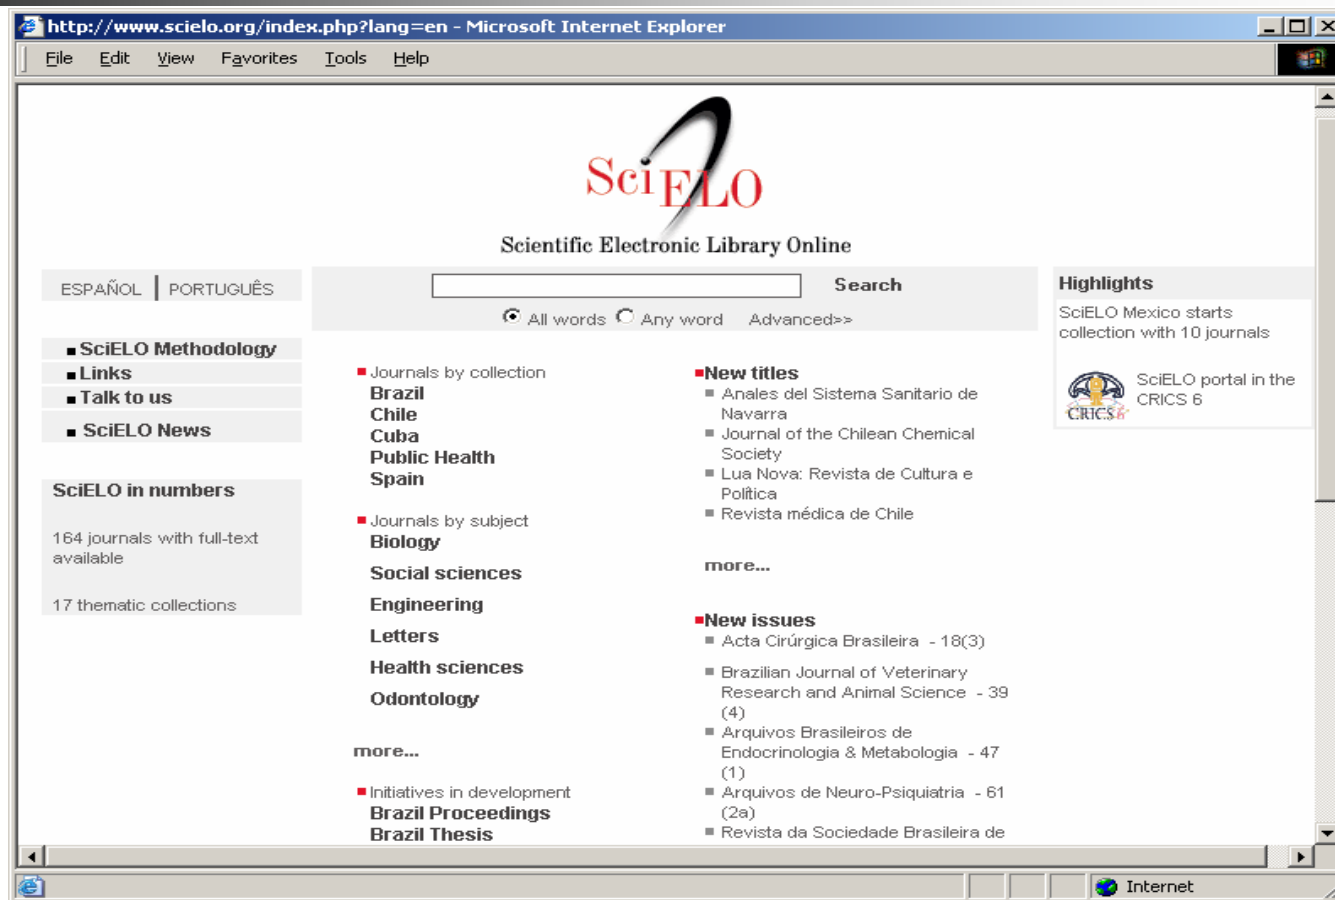 http://www.scielo.org/index.php?lang=en - Microsoft Internet Explorer
File Edit View Favorites Tools Help
SciELO
Scientific Electronic Library Online
ESPAÑOL | PORTUGUÊS
SciELO Methodology
Links
Talk to us
SciELO News
SciELO in numbers
164 journals with full-text
available
17 thematic collections
Search
All words Any word Advanced>>
Journals by collection
Brazil
Chile
Cuba
Public Health
Spain
Journals by subject
Biology
Social sciences
Engineering
Letters
Health sciences
Odontology
more...
Initiatives in development
Brazil Proceedings
Brazil Thesis
New titles
Anales del Sistema Sanitario de
Navarra
Journal of the Chilean Chemical
Society
Lua Nova: Revista de Cultura e
Política
Revista médica de Chile
more...
New issues
Acta Cirúrgica Brasileira - 18(3)
Brazilian Journal of Veterinary
Research and Animal Science - 39
(4)
Arquivos Brasileiros de
Endocrinologia & Metabologia - 47
(1)
Arquivos de Neuro-Psiquiatria - 61
(2a)
Revista da Sociedade Brasileira de
Highlights
SciELO Mexico starts
collection with 10 journals
CRICS6
SciELO portal in the
CRICS 6
Internet